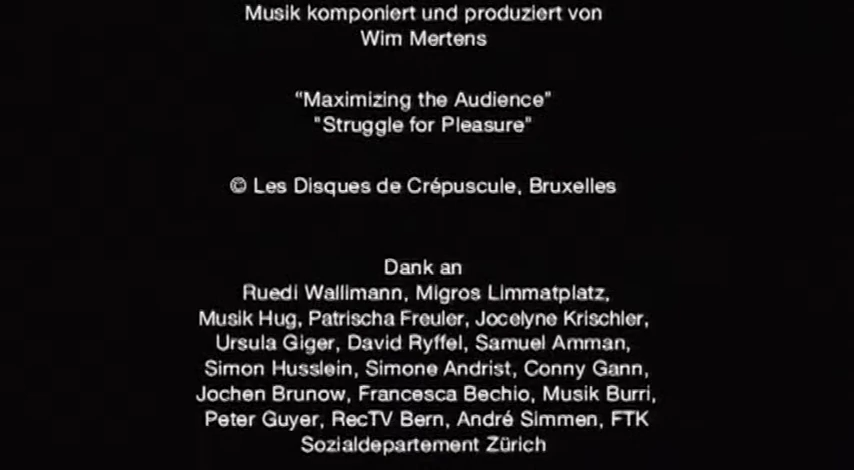 Musik komponiert und produziert von
Wim Mertens
“Maximizing the Audience"
"Struggle for Pleasure"
© Les Disques de Crépuscule, Bruxelles
Dank an
Ruedi Wallimann, Migros Limmatplatz,
Musik Hug, Patrischa Freuler, Jocelyne Krischler,
Ursula Giger, David Ryffel, Samuel Amman,
Simon Husslein, Simone Andrist, Conny Gann,
Jochen Brunow, Francesca Bechio, Musik Burri,
Peter Guyer, RecTV Bern, André Simmen, FTK
Sozialdepartement Zürich